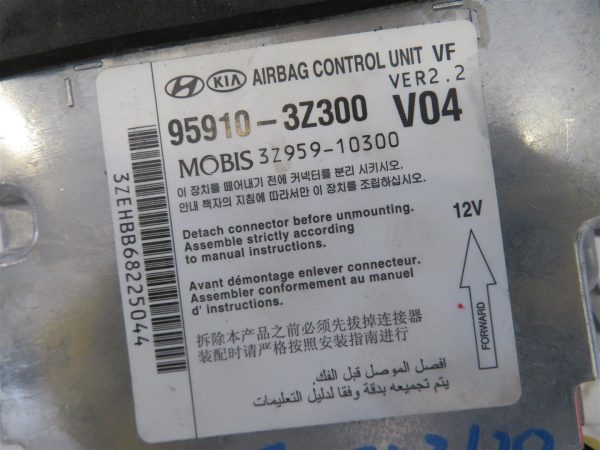 KIA AIRBAG CONTROL UNIT VF
VER2.2
95910-3Z300 V04
MOBIS 3Z959-10300
이 장치를 떼어내기 전에 커넥터를 분리 시키시오.
안내 책자의 지침에 따라서만 이 장치를 조립하십시오.
Detach connector before unmounting.
Assemble strictly according
to manual instructions.
12V
Avant démontage enlever connecteur.
Assembler conformement au manuel
d' instructions.
FORWARD
拆除本产品之前必须先拔掉连接器
装配时请严格按照安装指南进行
افصل الموصل قبل الفك.
يتم تجميعه بدقة وفقا لدليل التعليمات.
3ZEHBB68225044